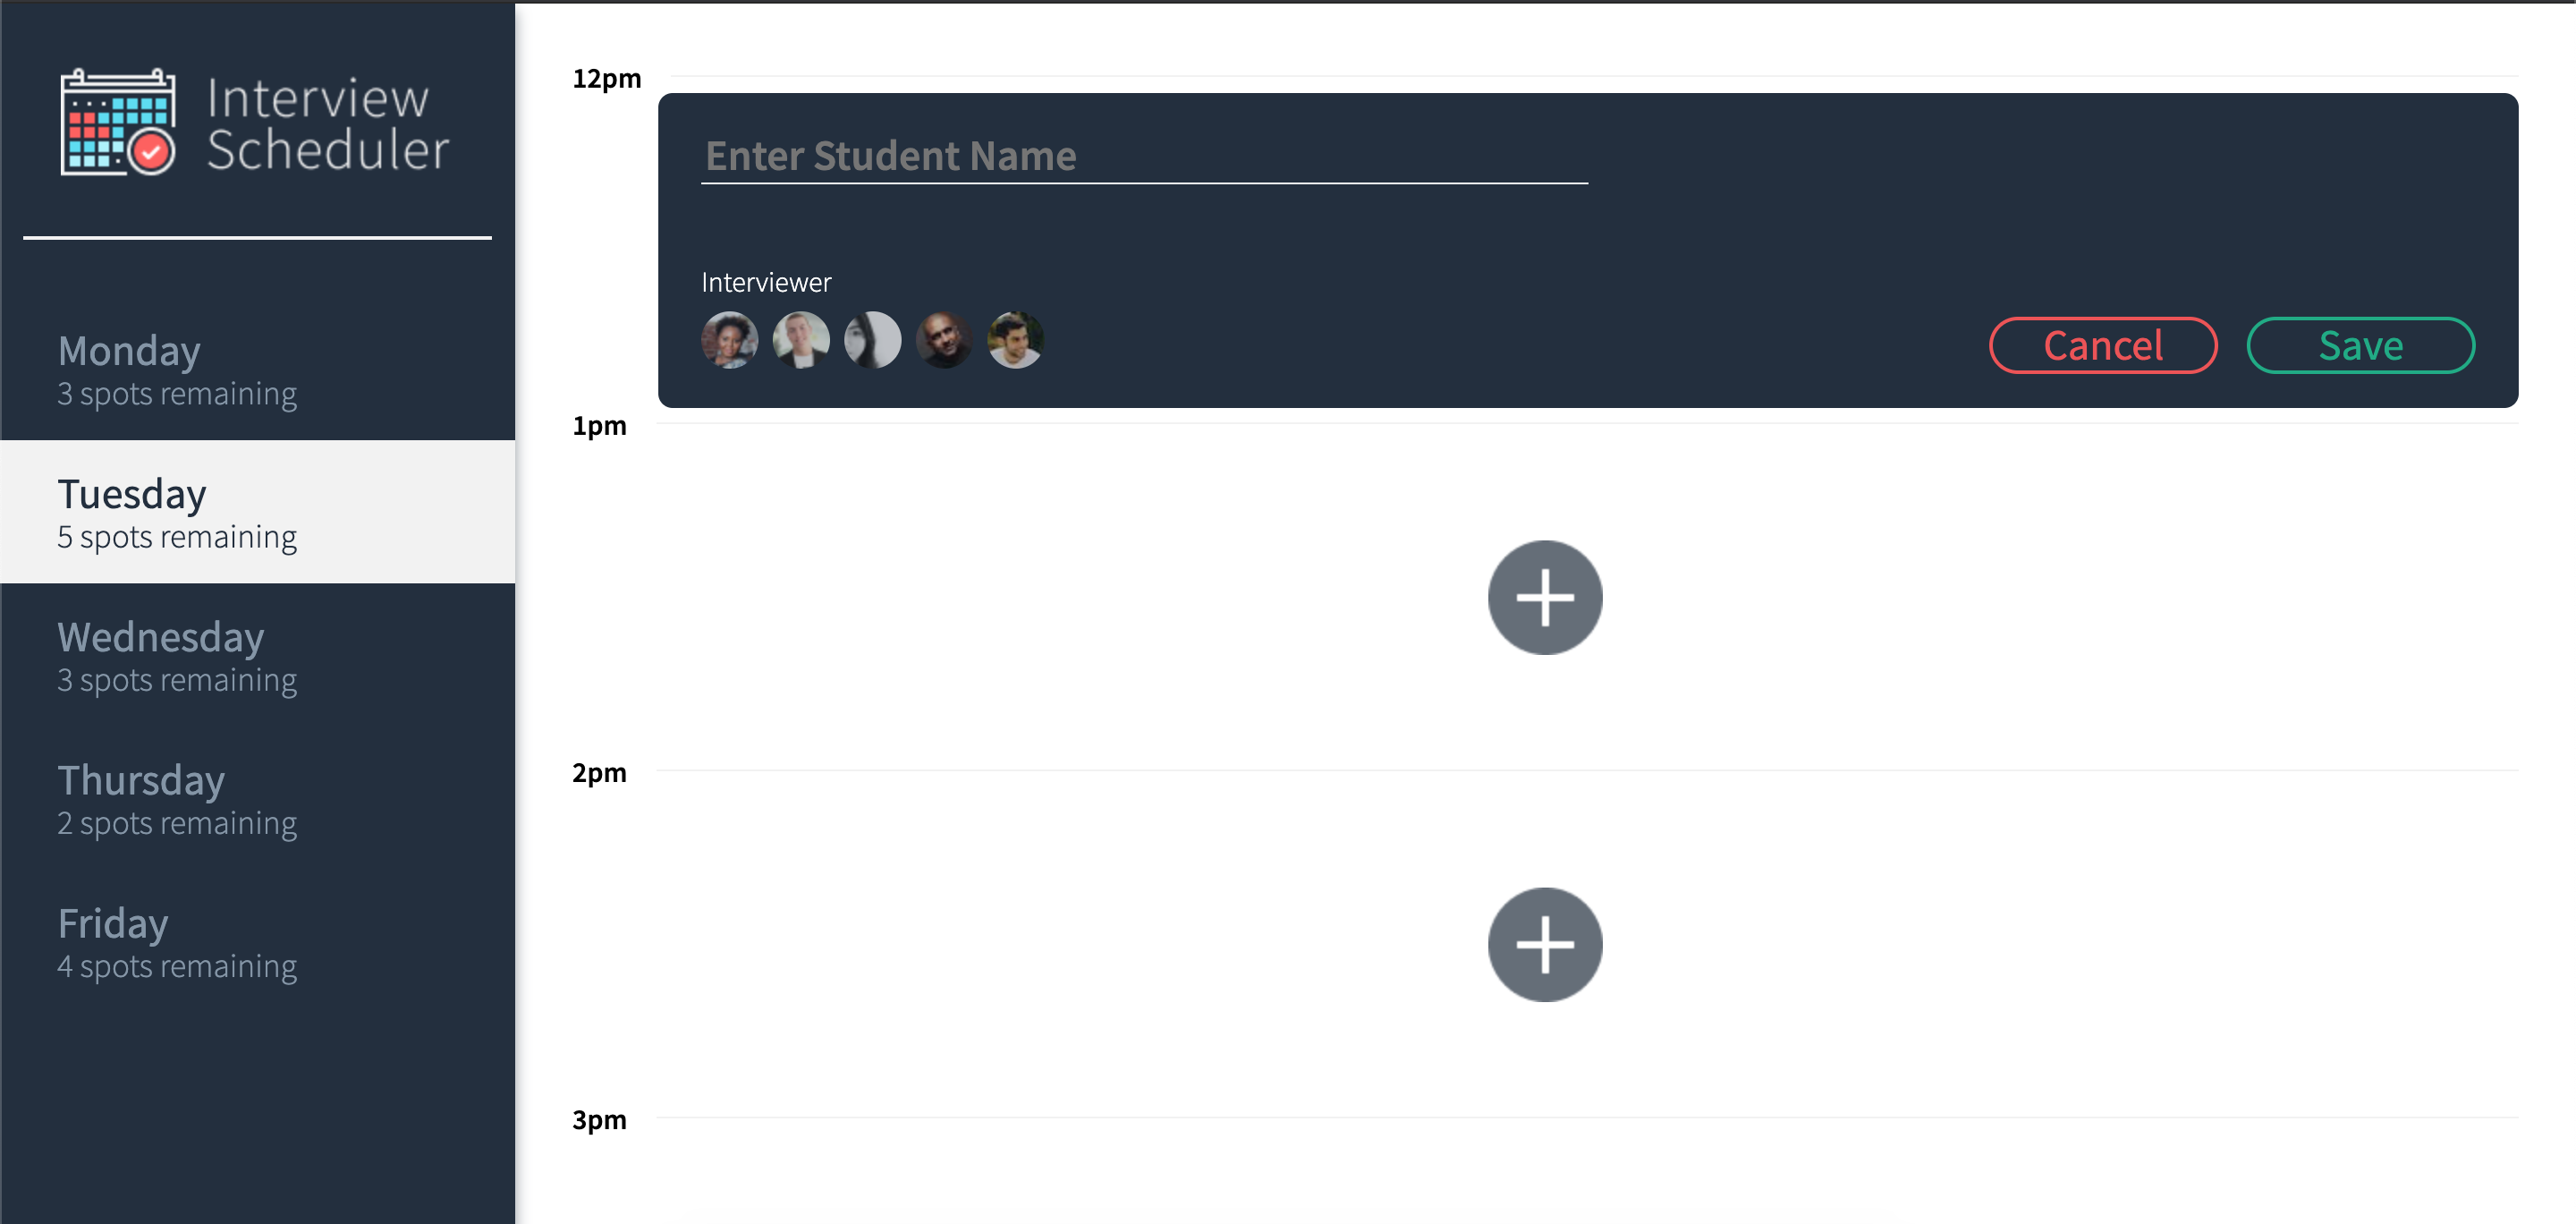 Interview
Scheduler
Monday
3 spots remaining
Tuesday
5 spots remaining
Wednesday
3 spots remaining
Thursday
2 spots remaining
Friday
4 spots remaining
12pm
Enter Student Name
Interviewer
Cancel
Save
1pm
2pm
3pm